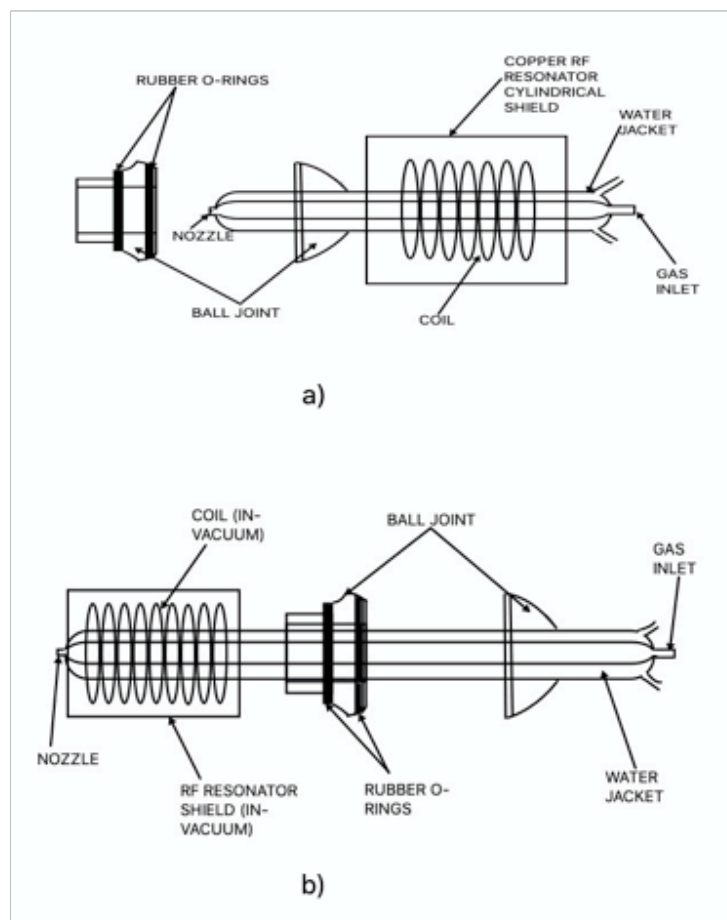 COPPER RF
RESONATOR
CYLINDRICAL
SHIELD
RUBBER O-RINGS
WATER
JACKET
NOZZLE
GAS
INLET
BALL JOINT
COIL
a)
COIL (IN-
VACUUM)
BALL JOINT
GAS
INLET
NOZZLE
RF RESONATOR
SHIELD (IN-
VACUUM)
RUBBER O-
RINGS
WATER
JACKET
b)